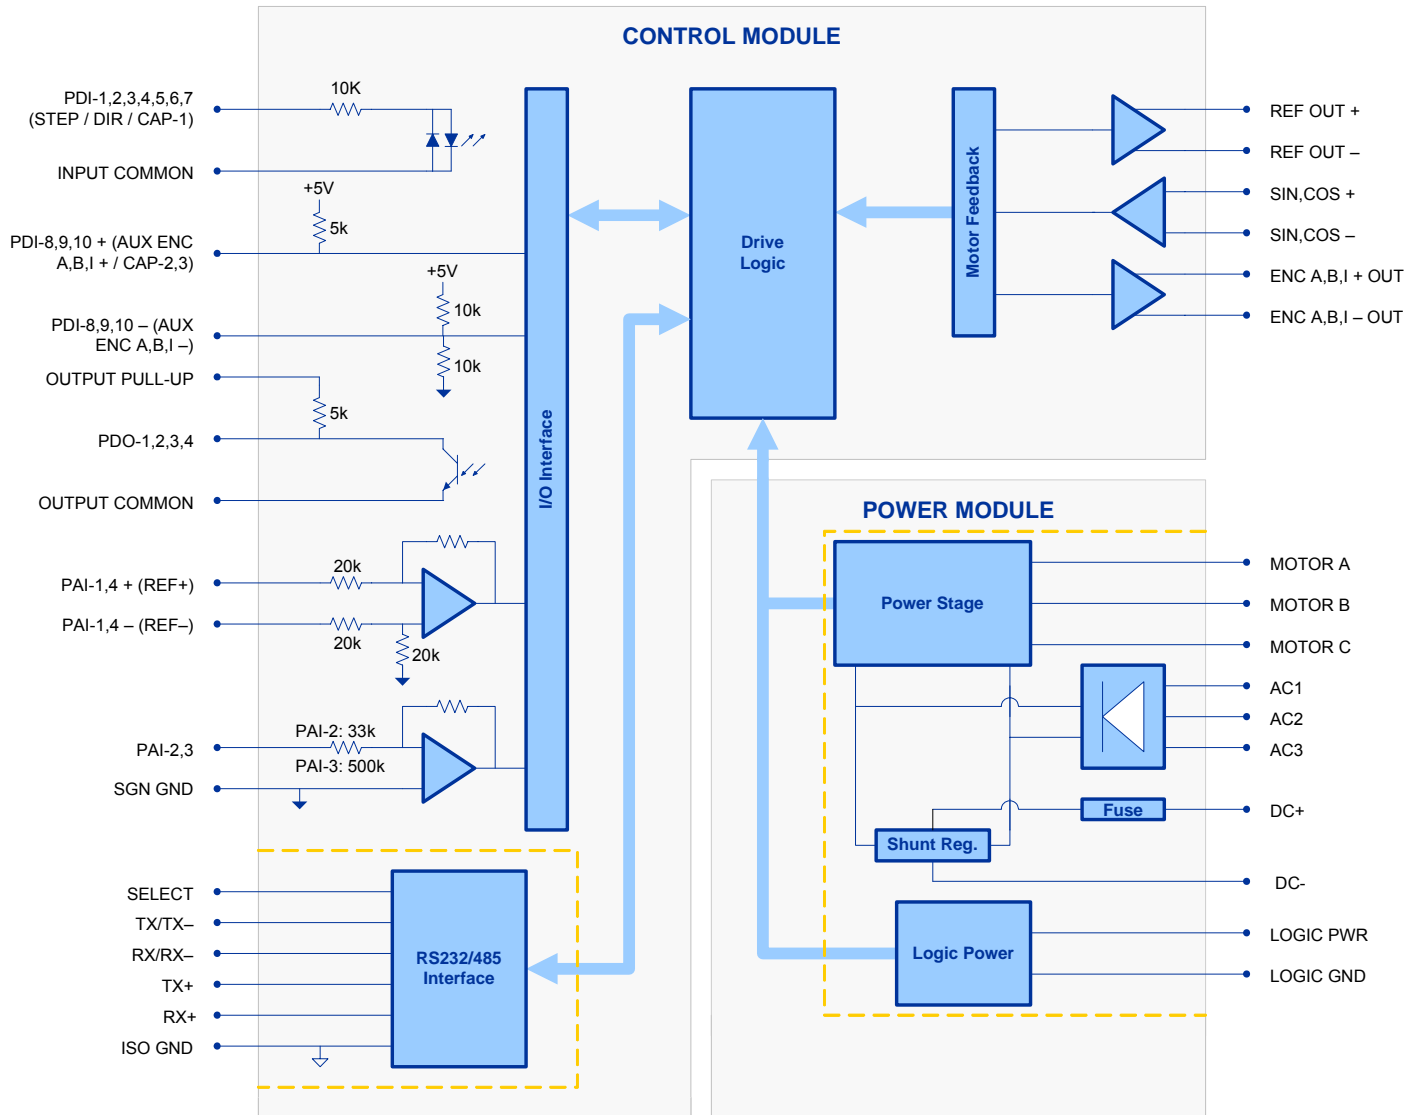 CONTROL MODULE
PDI-1,2,3,4,5,6,7
(STEP / DIR / CAP-1)
10K
INPUT COMMON
+5V
5k
PDI-8,9,10 + (AUX ENC
A,B,I + / CAP-2,3)
+5V
10k
PDI-8,9,10 – (AUX
ENC A,B,I –)
10k
OUTPUT PULL-UP
5k
PDO-1,2,3,4
OUTPUT COMMON
PAI-1,4 + (REF+)
20k
PAI-1,4 – (REF–)
20k
20k
PAI-2,3
PAI-2: 33k
PAI-3: 500k
SGN GND
I/O Interface
Drive
Logic
Motor Feedback
REF OUT +
REF OUT –
SIN,COS +
SIN,COS –
ENC A,B,I + OUT
ENC A,B,I – OUT
SELECT
TX/TX–
RX/RX–
TX+
RX+
ISO GND
RS232/485
Interface
POWER MODULE
Power Stage
MOTOR A
MOTOR B
MOTOR C
AC1
AC2
AC3
Fuse
DC+
Shunt Reg.
DC-
Logic Power
LOGIC PWR
LOGIC GND